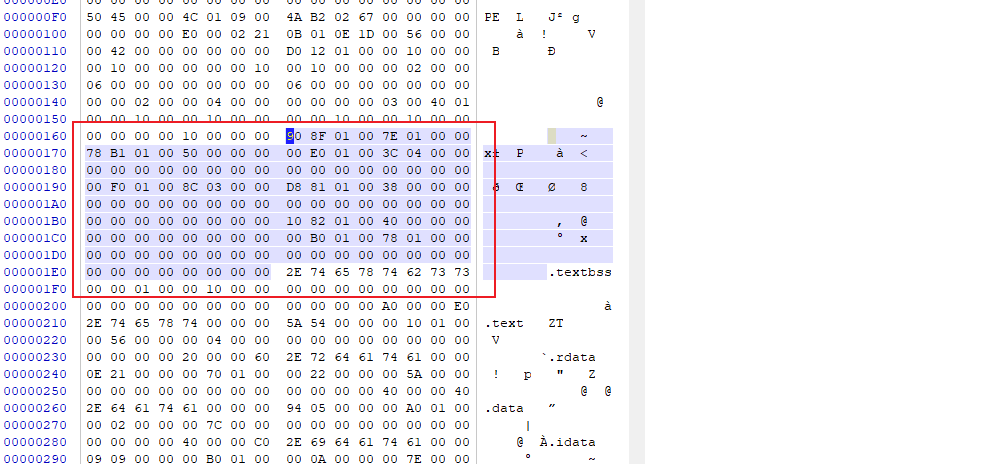 000000F0 50 45 00 00 4C 01 09 00 4A B2 02 67 00 00 00 00 PE L J² g
00000100 00 00 00 00 E0 00 02 21 0B 01 0E 1D 00 56 00 00 à ! V
00000110 00 42 00 00 00 00 00 00 D0 12 01 00 00 10 00 00 B Ð
00000120 00 10 00 00 00 00 00 10 00 10 00 00 00 02 00 00
00000130 06 00 00 00 00 00 00 00 06 00 00 00 00 00 00 00
00000140 00 00 02 00 00 04 00 00 00 00 00 00 03 00 40 01 @
00000150 00 00 10 00 00 10 00 00 00 00 10 00 00 10 00 00
00000160 00 00 00 00 10 00 00 00 90 8F 01 00 7E 01 00 00 ~
00000170 78 B1 01 00 50 00 00 00 00 E0 01 00 3C 04 00 00 x± P à <
00000180 00 00 00 00 00 00 00 00 00 00 00 00 00 00 00 00
00000190 00 F0 01 00 8C 03 00 00 D8 81 01 00 38 00 00 00 ð Œ Ø 8
000001A0 00 00 00 00 00 00 00 00 00 00 00 00 00 00 00 00
000001B0 00 00 00 00 00 00 00 00 10 82 01 00 40 00 00 00 ‚ @
000001C0 00 00 00 00 00 00 00 00 00 B0 01 00 78 01 00 00 ° x
000001D0 00 00 00 00 00 00 00 00 00 00 00 00 00 00 00 00
000001E0 00 00 00 00 00 00 00 00 2E 74 65 78 74 62 73 73 .textbss
000001F0 00 00 01 00 00 10 00 00 00 00 00 00 00 00 00 00
00000200 00 00 00 00 00 00 00 00 00 00 00 00 A0 00 00 E0 à
00000210 2E 74 65 78 74 00 00 00 5A 54 00 00 00 10 01 00 .text ZT
00000220 00 56 00 00 00 04 00 00 00 00 00 00 00 00 00 00 V
00000230 00 00 00 00 20 00 00 60 2E 72 64 61 74 61 00 00 `.rdata
00000240 0E 21 00 00 00 70 01 00 00 22 00 00 00 5A 00 00 ! p " Z
00000250 00 00 00 00 00 00 00 00 00 00 00 00 40 00 00 40 @ @
00000260 2E 64 61 74 61 00 00 00 94 05 00 00 00 A0 01 00 .data ”
00000270 00 02 00 00 00 7C 00 00 00 00 00 00 00 00 00 00 |
00000280 00 00 00 00 40 00 00 C0 2E 69 64 61 74 61 00 00 @ À.idata
00000290 09 09 00 00 00 B0 01 00 00 0A 00 00 00 7E 00 00 ° ~